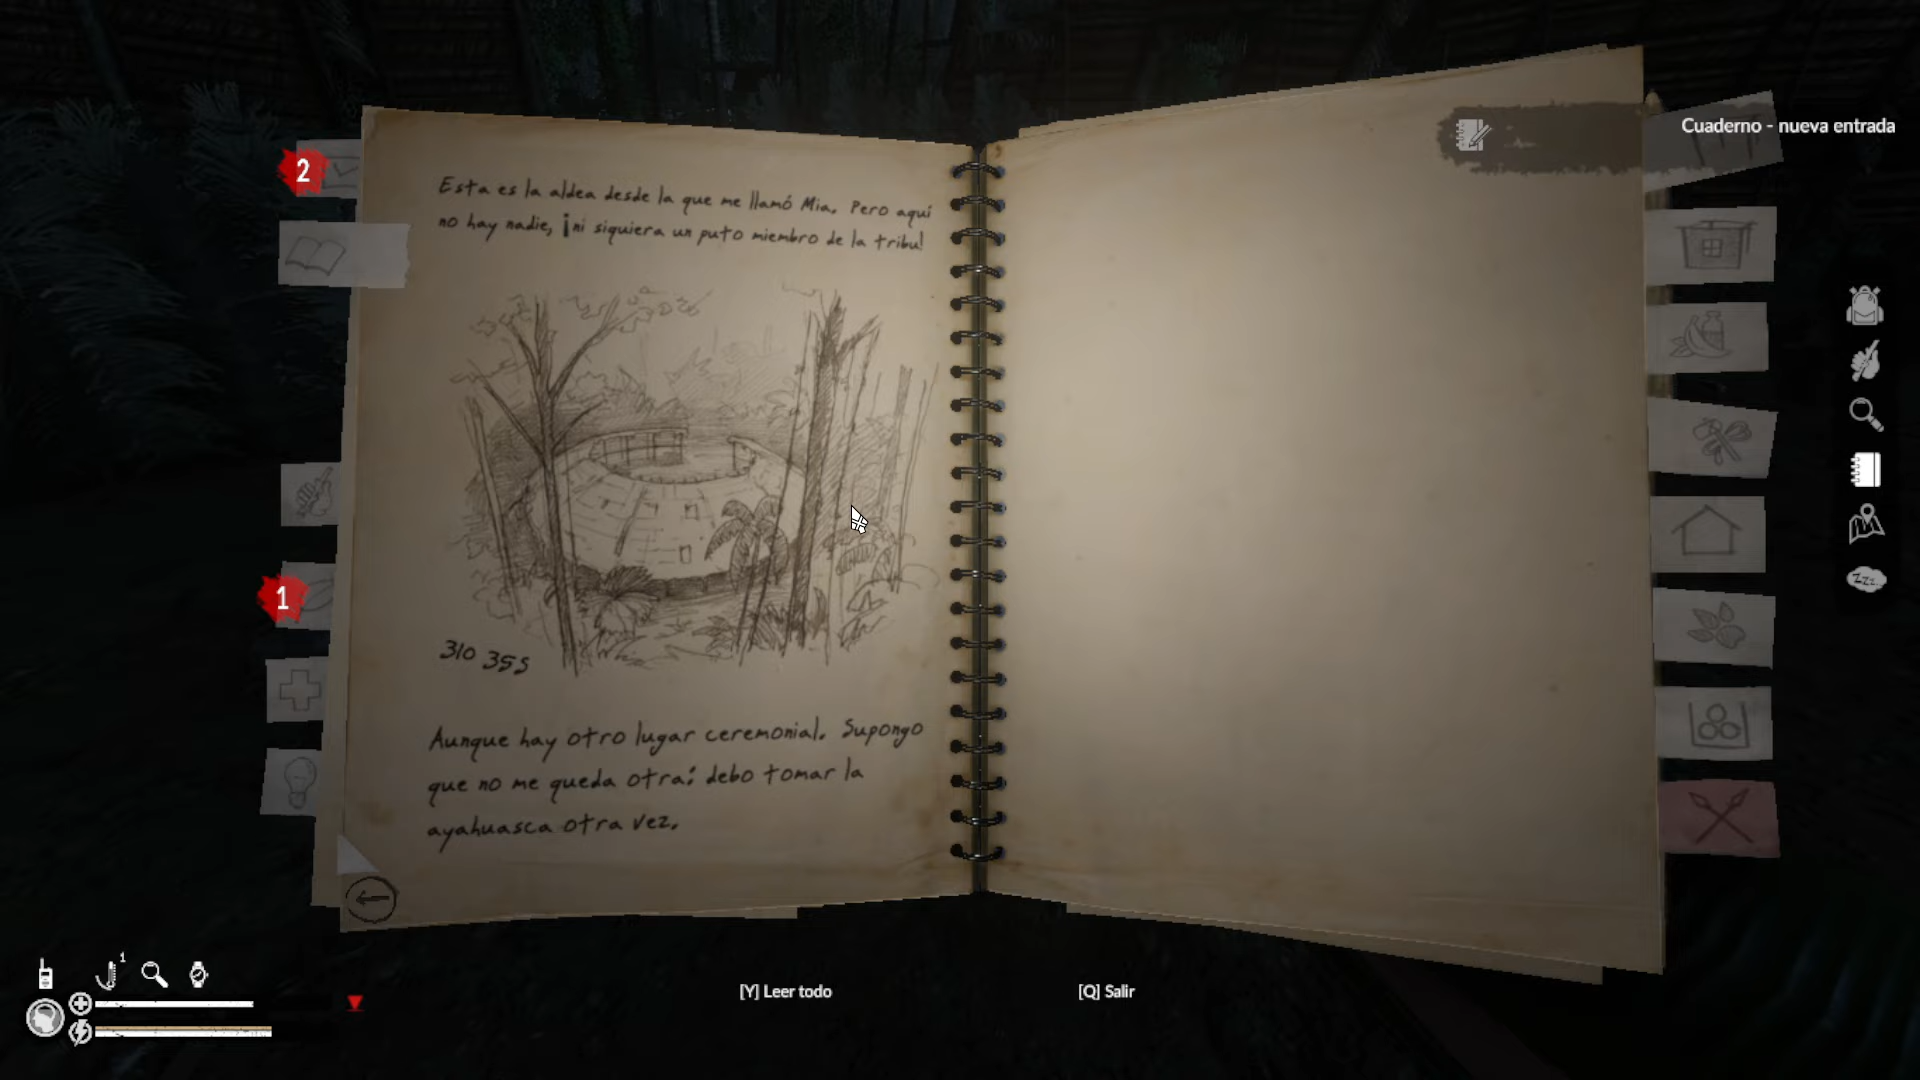 Cuaderno - nueva entrada
2
Esta es la aldea desde la que me llamó Mia. Pero aquí
no hay nadie, ¡ni siquiera un puto miembro de la tribu!
1
310 355
Aunque hay otro lugar ceremonial. Supongo
que no me queda otra: debo tomar la
ayahuasca otra vez.
Zzz
1
[Y] Leer todo
[Q] Salir